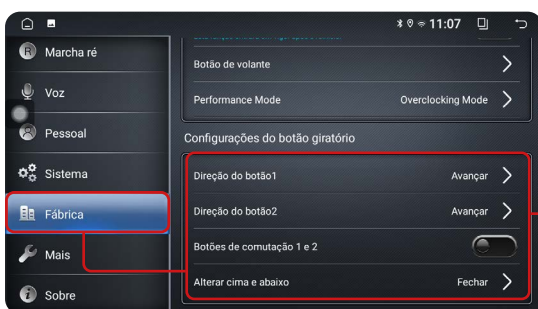 11:07
R Marcha ré
Voz
Pessoal
Sistema
Fábrica
Mais
Sobre
Botão de volante
Performance Mode Overclocking Mode
Configurações do botão giratório
Direção do botão1 Avançar
Direção do botão2 Avançar
Botões de comutação 1 e 2
Alterar cima e abaixo Fechar